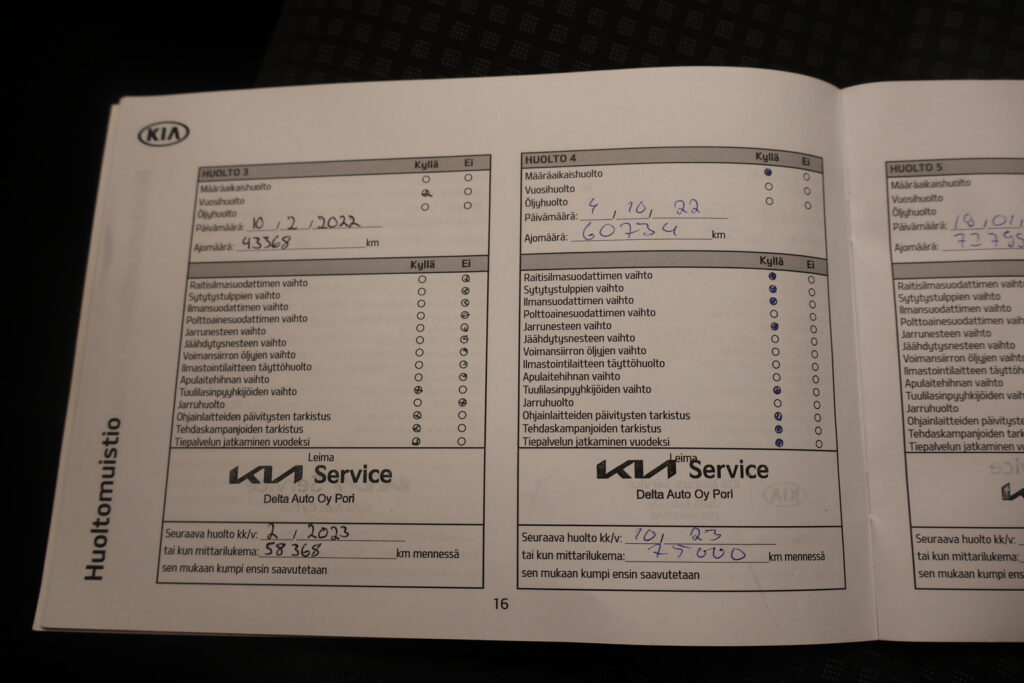 KIA
HUOLTO 3 Kyllä Ei
Määräaikaishuolto
Vuosihuolto
Öljyhuolto
Päivämäärä: 10 , 2 , 2022
Ajomäärä: 43368 km
Kyllä Ei
Raitisilmasuodattimen vaihto
Sytytystulppien vaihto
Ilmansuodattimen vaihto
Polttoainesuodattimen vaihto
Jarrunesteen vaihto
Jäähdytysnesteen vaihto
Voimansiirron öljyjen vaihto
Ilmastointilaitteen täyttöhuolto
Apulaitehihnan vaihto
Tuulilasinpyyhkijöiden vaihto
Jarruhuolto
Ohjainlaitteiden päivitysten tarkistus
Tehdaskampanjoiden tarkistus
Tiepalvelun jatkaminen vuodeksi
Leima
KIA Service
Delta Auto Oy Pori
Seuraava huolto kk/v: 2 , 2023
tai kun mittarilukema: 58 368 km mennessä
sen mukaan kumpi ensin saavutetaan
HUOLTO 4 Kyllä Ei
Määräaikaishuolto
Vuosihuolto
Öljyhuolto
Päivämäärä: 4 , 10 , 22
Ajomäärä: 60734 km
Kyllä Ei
Raitisilmasuodattimen vaihto
Sytytystulppien vaihto
Ilmansuodattimen vaihto
Polttoainesuodattimen vaihto
Jarrunesteen vaihto
Jäähdytysnesteen vaihto
Voimansiirron öljyjen vaihto
Ilmastointilaitteen täyttöhuolto
Apulaitehihnan vaihto
Tuulilasinpyyhkijöiden vaihto
Jarruhuolto
Ohjainlaitteiden päivitysten tarkistus
Tehdaskampanjoiden tarkistus
Tiepalvelun jatkaminen vuodeksi
Leima
KIA Service
Delta Auto Oy Pori
Seuraava huolto kk/v: 10, 23
tai kun mittarilukema: 75000 km mennessä
sen mukaan kumpi ensin saavutetaan
HUOLTO 5
Määräaikaishuolto
Vuosihuolto
Öljyhuolto
Päivämäärä: 18,01,
Ajomäärä:
Raitisilmasuodattimen
Sytytystulppien vaihto
Ilmansuodattimen vaihto
Polttoainesuodattimen
Jarrunesteen vaihto
Jäähdytysnesteen vaihto
Voimansiirron öljyjen
Ilmastointilaitteen
Apulaitehihnan vaihto
Tuulilasinpyyhkijöiden
Jarruhuolto
Ohjainlaitteiden
Tehdaskampanjoiden
Tiepalvelun jatkaminen
Seuraava huolto kk/v:
tai kun mittarilukema:
sen mukaan kumpi ensin
Huoltomuistio
16